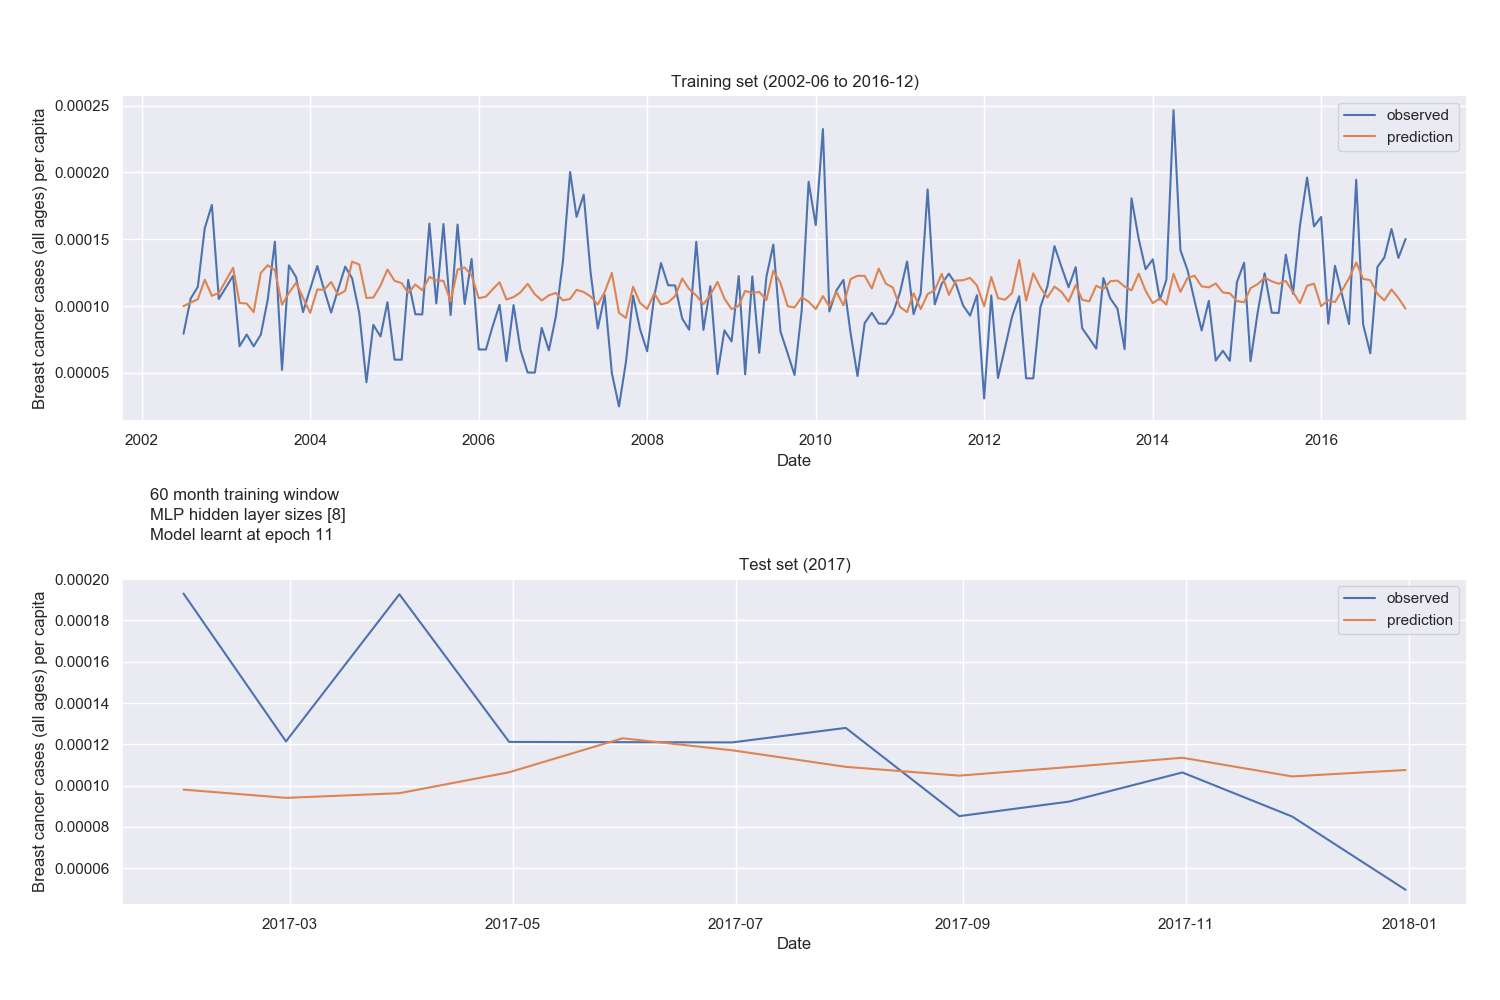 Training set (2002-06 to 2016-12)
Breast cancer cases (all ages) per capita
0.00025
0.00020
0.00015
0.00010
0.00005
observed
prediction
2002 2004 2006 2008 2010 2012 2014 2016
Date
60 month training window
MLP hidden layer sizes [8]
Model learnt at epoch 11
Test set (2017)
Breast cancer cases (all ages) per capita
0.00020
0.00018
0.00016
0.00014
0.00012
0.00010
0.00008
0.00006
observed
prediction
2017-03 2017-05 2017-07 2017-09 2017-11 2018-01
Date